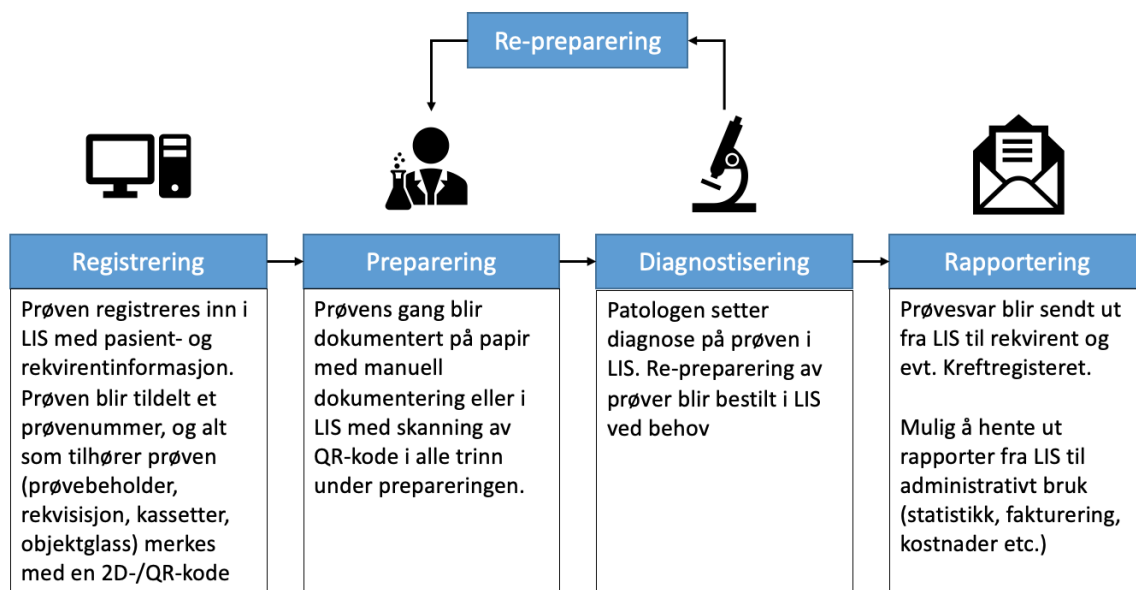 Re-preparering
Registrering
Prøven registreres inn i
LIS med pasient- og
rekvirentinformasjon.
Prøven blir tildelt et
prøvenummer, og alt
som tilhører prøven
(prøvebeholder,
rekvisisjon, kassetter,
objektglass) merkes
med en 2D-/QR-kode
Preparering
Prøvens gang blir
dokumentert på papir
med manuell
dokumentering eller i
LIS med skanning av
QR-kode i alle trinn
under prepareringen.
Diagnostisering
Patologen setter
diagnose på prøven i
LIS. Re-preparering av
prøver blir bestilt i LIS
ved behov
Rapportering
Prøvesvar blir sendt ut
fra LIS til rekvirent og
evt. Kreftregisteret.
Mulig å hente ut
rapporter fra LIS til
administrativt bruk
(statistikk, fakturering,
kostnader etc.)